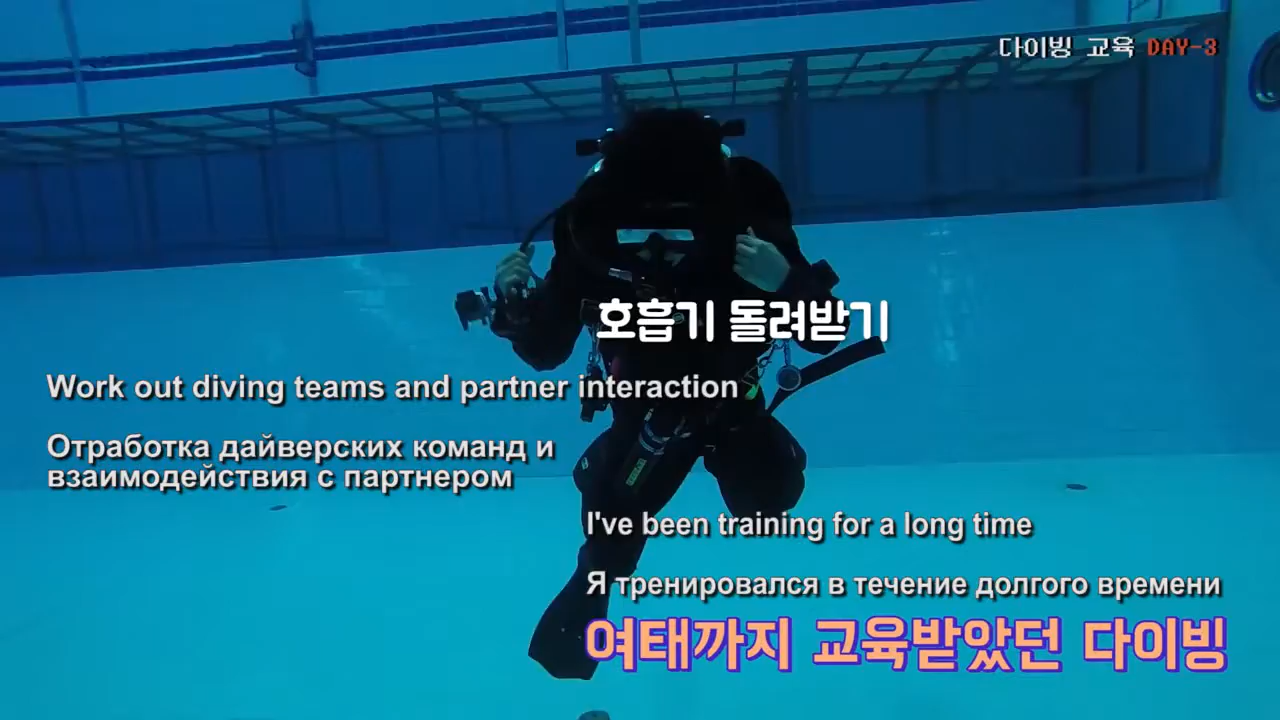 다이빙 교육 DAY-3
호흡기 돌려받기
Work out diving teams and partner interaction
Отработка дайверских команд и
взаимодействия с партнером
I've been training for a long time
Я тренировался в течение долгого времени
여태까지 교육받았던 다이빙